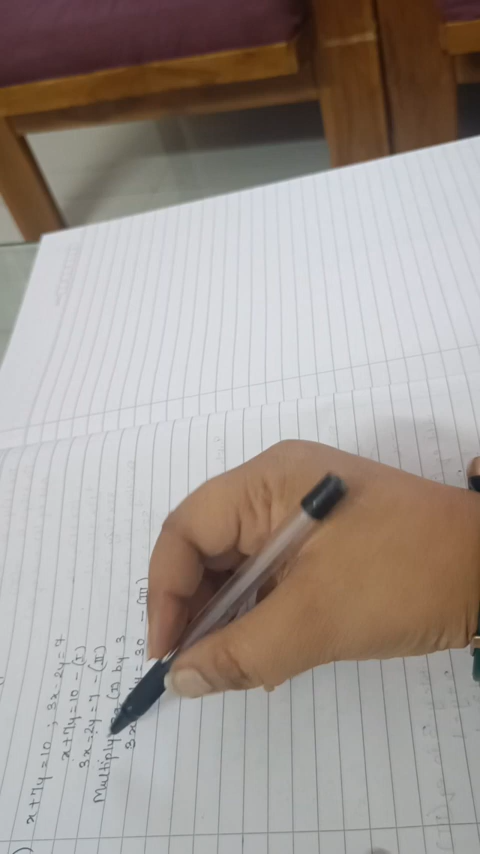 x+7y=10 ; 3x-2y=7
x+7y=10 - (I)
3x-2y=7 - (II)
Multiply (I) by 3
3x y=30 - (III)